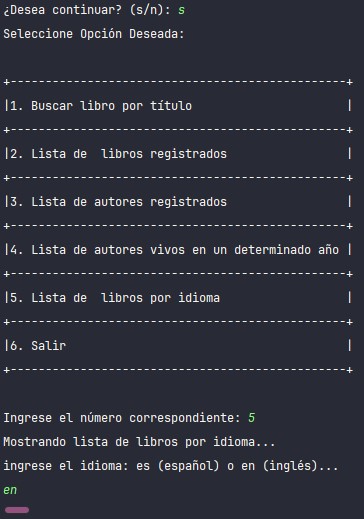 ¿Desea continuar? (s/n): s
Seleccione Opción Deseada:
+------------------------------------------------+
|1. Buscar libro por título                      |
+------------------------------------------------+
|2. Lista de  libros registrados                 |
+------------------------------------------------+
|3. Lista de autores registrados                 |
+------------------------------------------------+
|4. Lista de autores vivos en un determinado año |
+------------------------------------------------+
|5. Lista de  libros por idioma                  |
+------------------------------------------------+
|6. Salir                                        |
+------------------------------------------------+
Ingrese el número correspondiente: 5
Mostrando lista de libros por idioma...
ingrese el idioma: es (español) o en (inglés)...
en